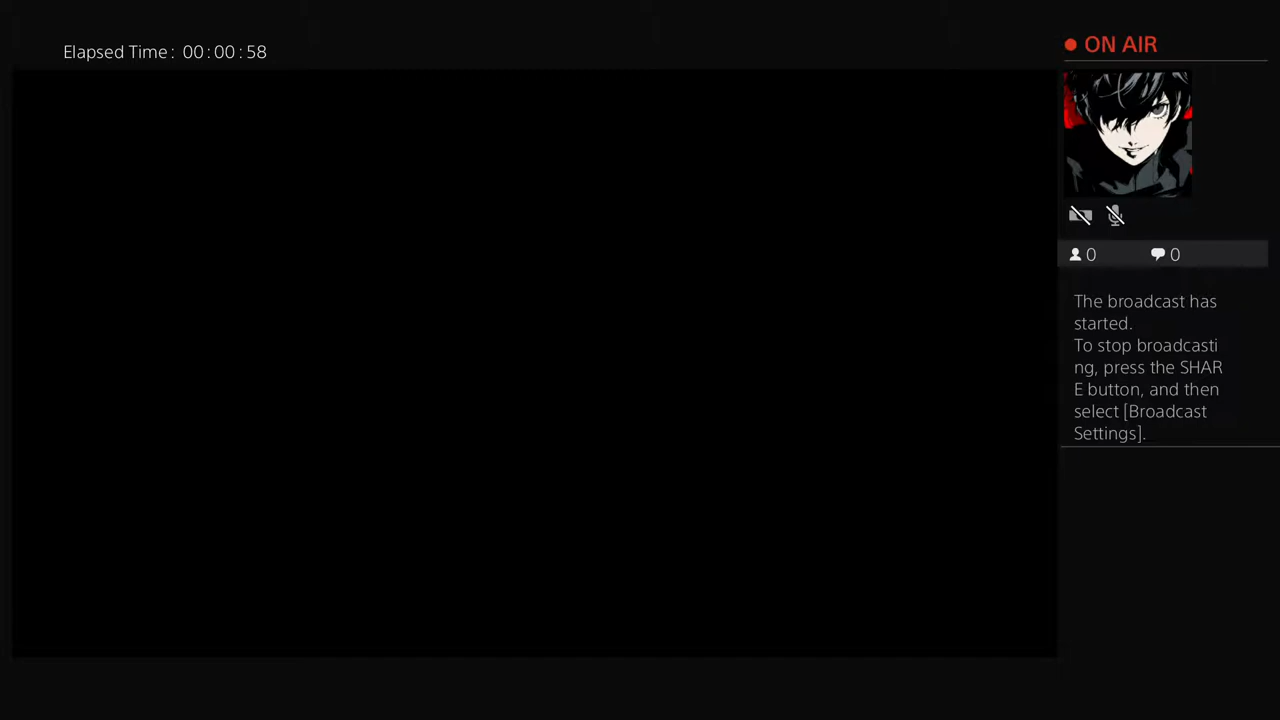 Elapsed Time: 00:00:58
ON AIR
0 0
The broadcast has
started.
To stop broadcasti
ng, press the SHAR
E button, and then
select [Broadcast
Settings].